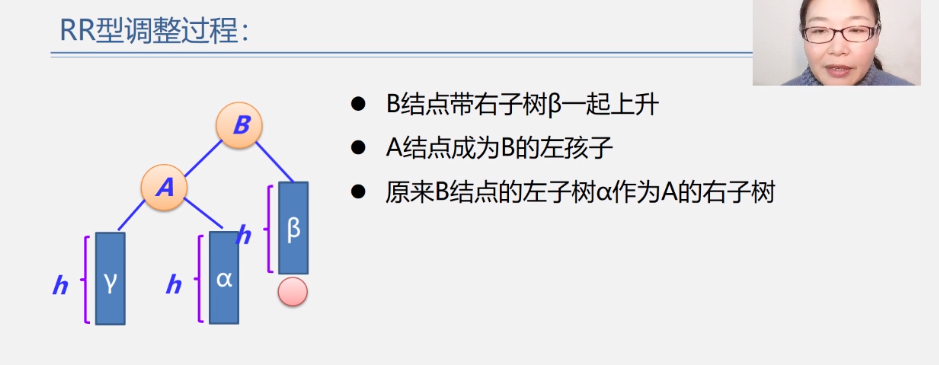 RR型调整过程：
B结点带右子树β一起上升
A结点成为B的左孩子
原来B结点的左子树α作为A的右子树
B
A
h
β
h
γ
h
α